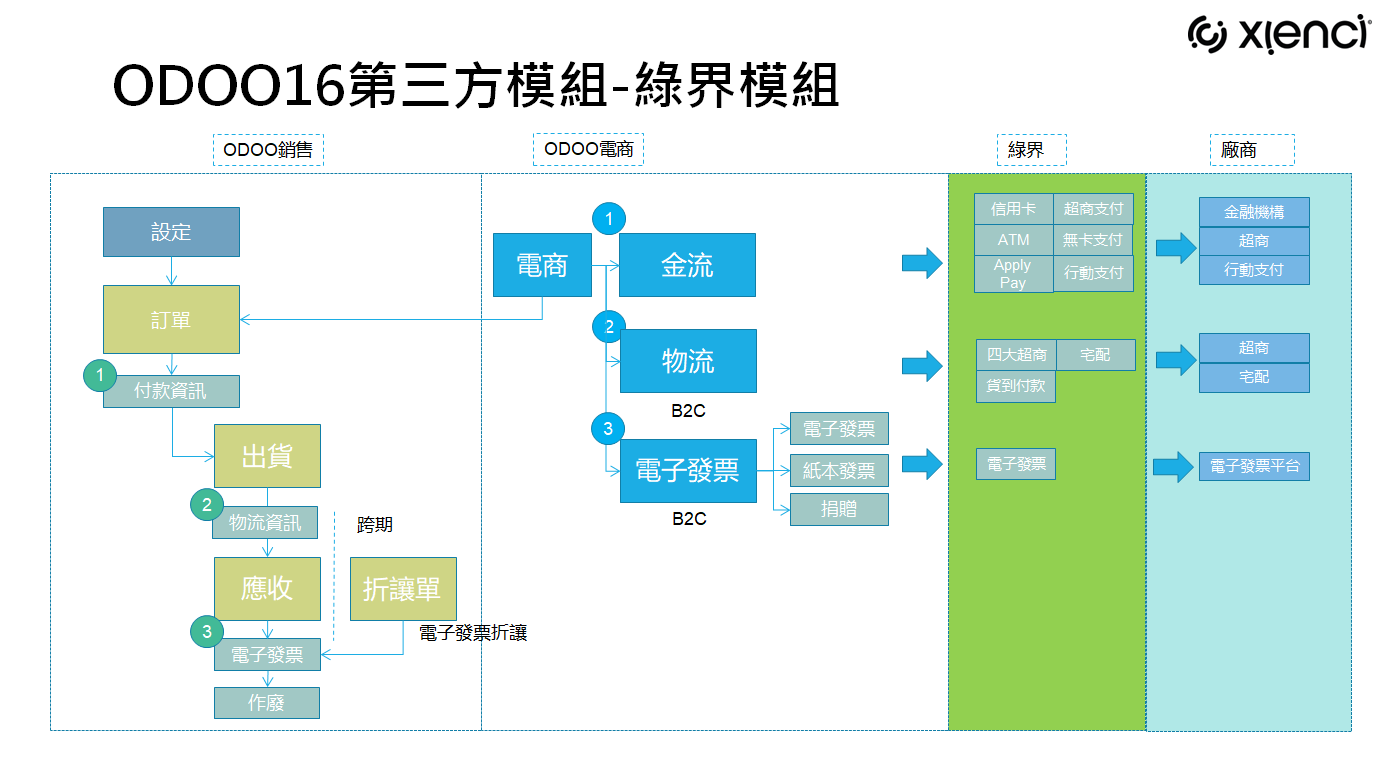 xienci
ODOO16第三方模組-綠界模組
ODOO銷售
ODOO電商
綠界
廠商
設定
訂單
1
付款資訊
出貨
2
物流資訊
跨期
應收
折讓單
3
電子發票折讓
電子發票
作廢
1
電商
金流
2
物流
B2C
3
電子發票
B2C
電子發票
紙本發票
捐贈
信用卡
超商支付
ATM
無卡支付
Apply
Pay
行動支付
四大超商
宅配
貨到付款
電子發票
金融機構
超商
行動支付
超商
宅配
電子發票平台